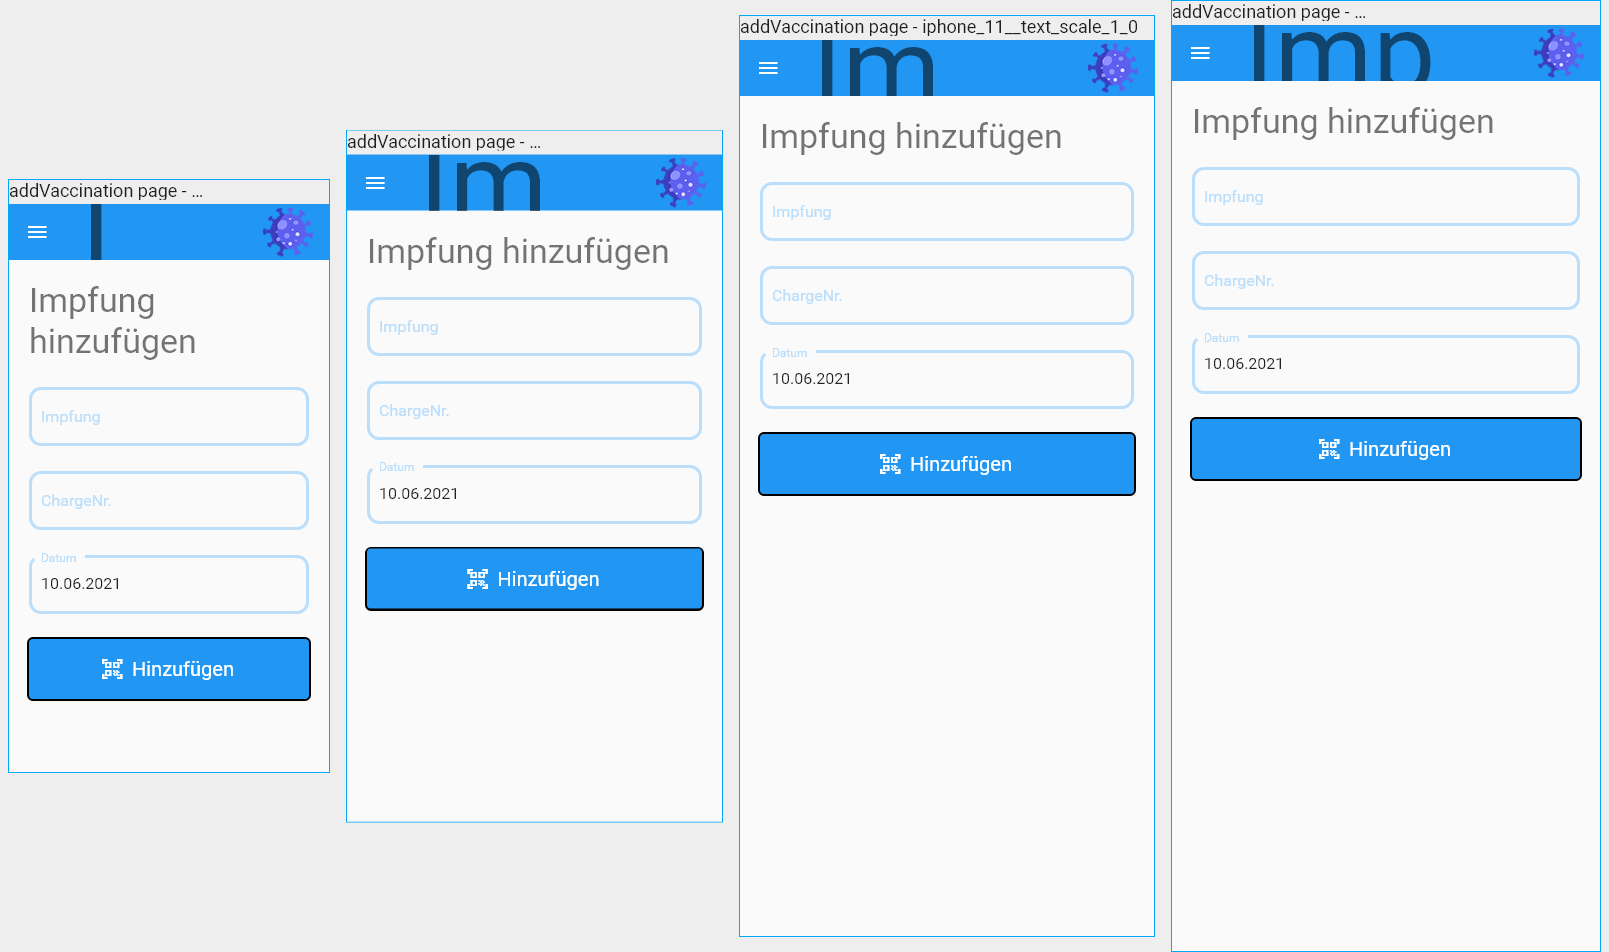 addVaccination page - …
I
Impfung
hinzufügen
Impfung
ChargeNr.
Datum
10.06.2021
Hinzufügen
addVaccination page - …
Im
Impfung hinzufügen
Impfung
ChargeNr.
Datum
10.06.2021
Hinzufügen
addVaccination page - iphone_11__text_scale_1_0
Im
Impfung hinzufügen
Impfung
ChargeNr.
Datum
10.06.2021
Hinzufügen
addVaccination page - …
Imp
Impfung hinzufügen
Impfung
ChargeNr.
Datum
10.06.2021
Hinzufügen